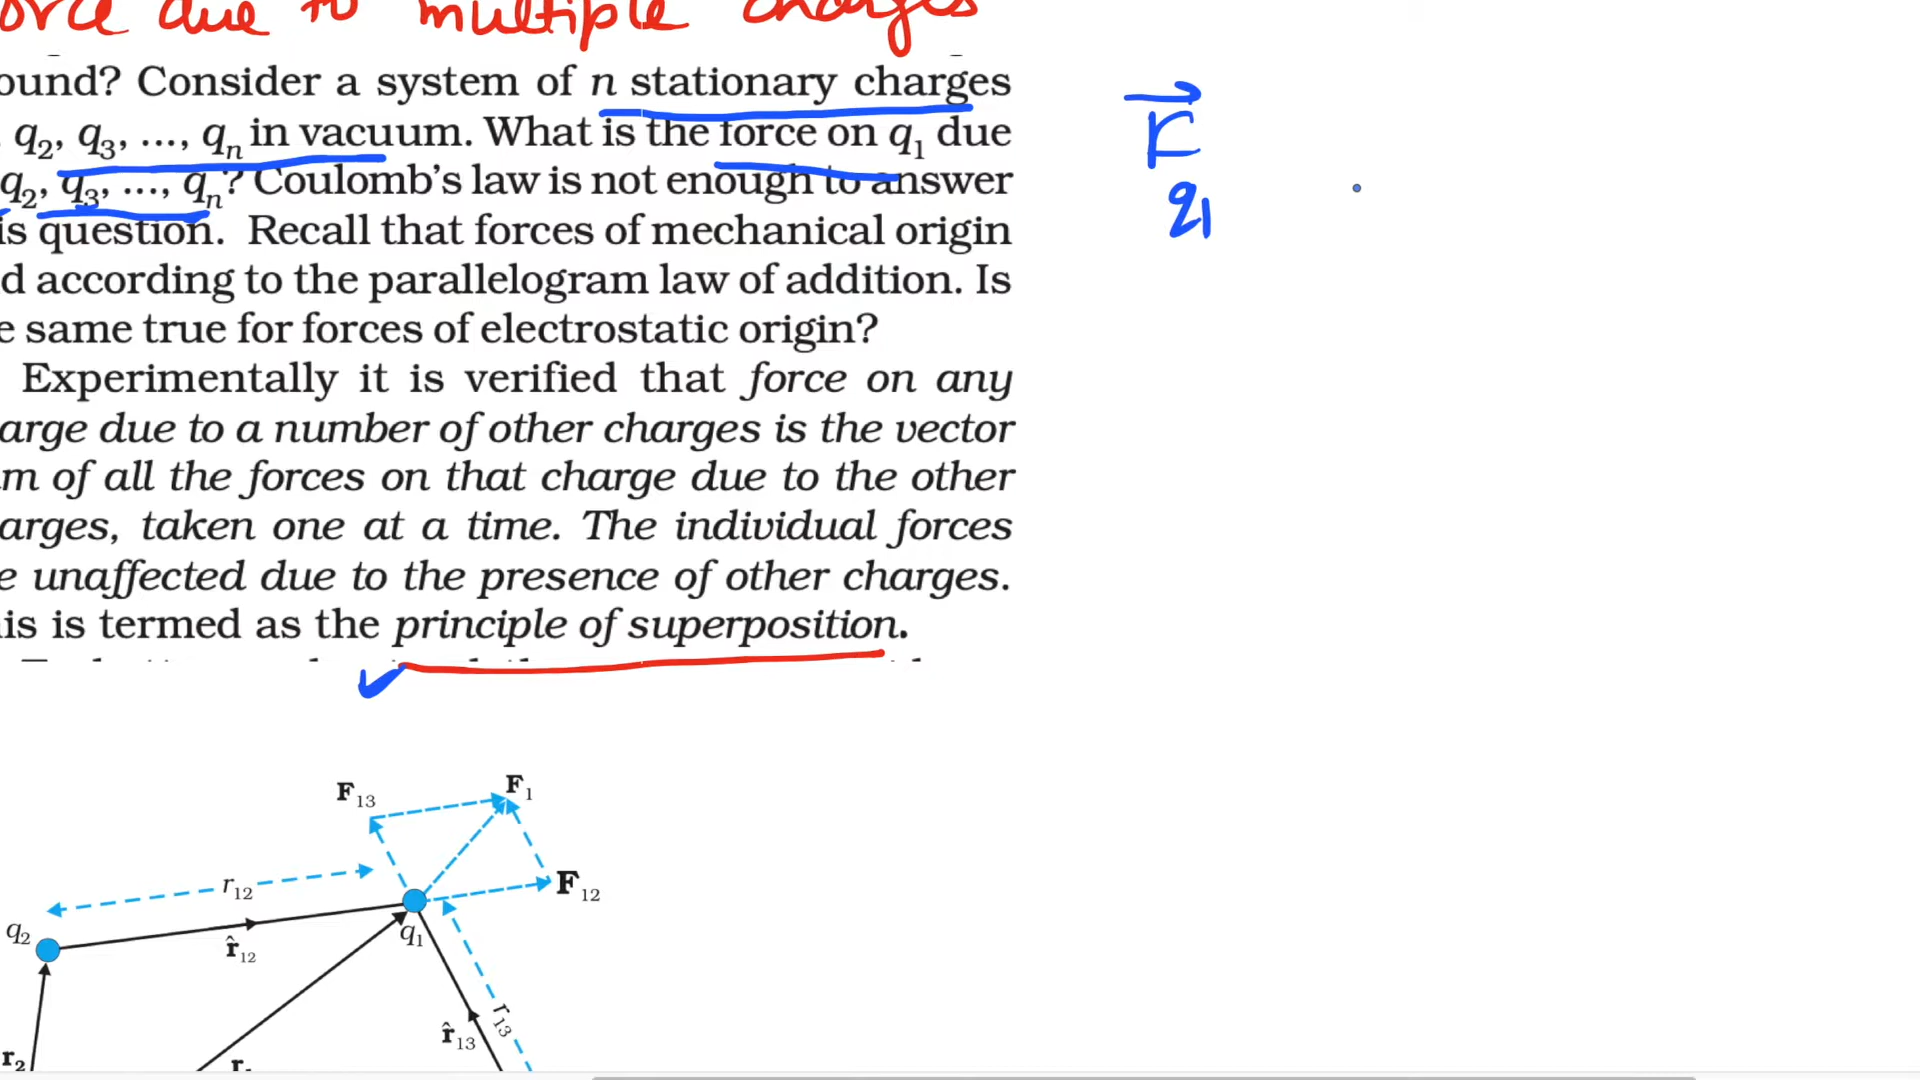 due to multiple charges
ound? Consider a system of n stationary charges
q2, q3, ..., qn in vacuum. What is the force on q1 due
q2, q3, ..., qn? Coulomb’s law is not enough to answer
is question. Recall that forces of mechanical origin
d according to the parallelogram law of addition. Is
e same true for forces of electrostatic origin?
Experimentally it is verified that force on any
arge due to a number of other charges is the vector
m of all the forces on that charge due to the other
arges, taken one at a time. The individual forces
e unaffected due to the presence of other charges.
is is termed as the principle of superposition.
q1
F13
F1
r12
F12
q2
q1
r̂12
r̂13
r13
r2